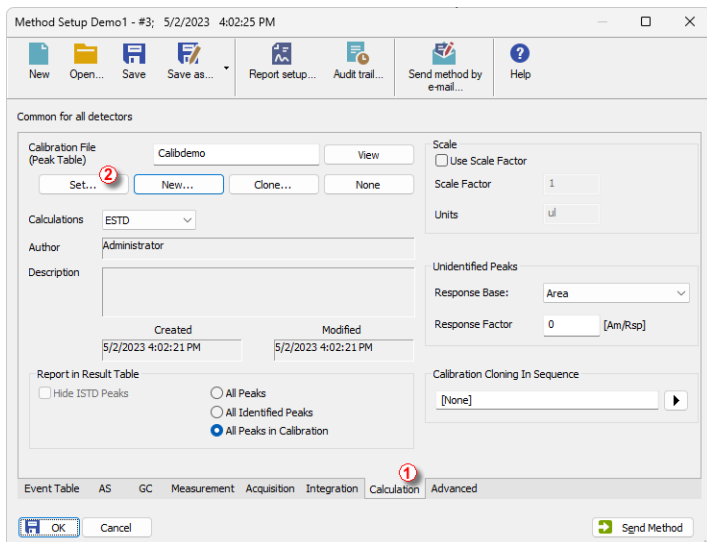 Method Setup Demo1 - #3; 5/2/2023 4:02:25 PM
New Open... Save Save as... Report setup... Audit trail... Send method by e-mail... Help
Common for all detectors
Calibration File
(Peak Table)
Calibdemo
View
Set... 2 New... Clone... None
Calculations ESTD
Author Administrator
Description
Created Modified
5/2/2023 4:02:21 PM 5/2/2023 4:02:21 PM
Report in Result Table
Hide ISTD Peaks
All Peaks
All Identified Peaks
All Peaks in Calibration
Scale
Use Scale Factor
Scale Factor 1
Units ul
Unidentified Peaks
Response Base: Area
Response Factor 0 [Am/Rsp]
Calibration Cloning In Sequence
[None]
1
Event Table AS GC Measurement Acquisition Integration Calculation Advanced
OK Cancel Send Method